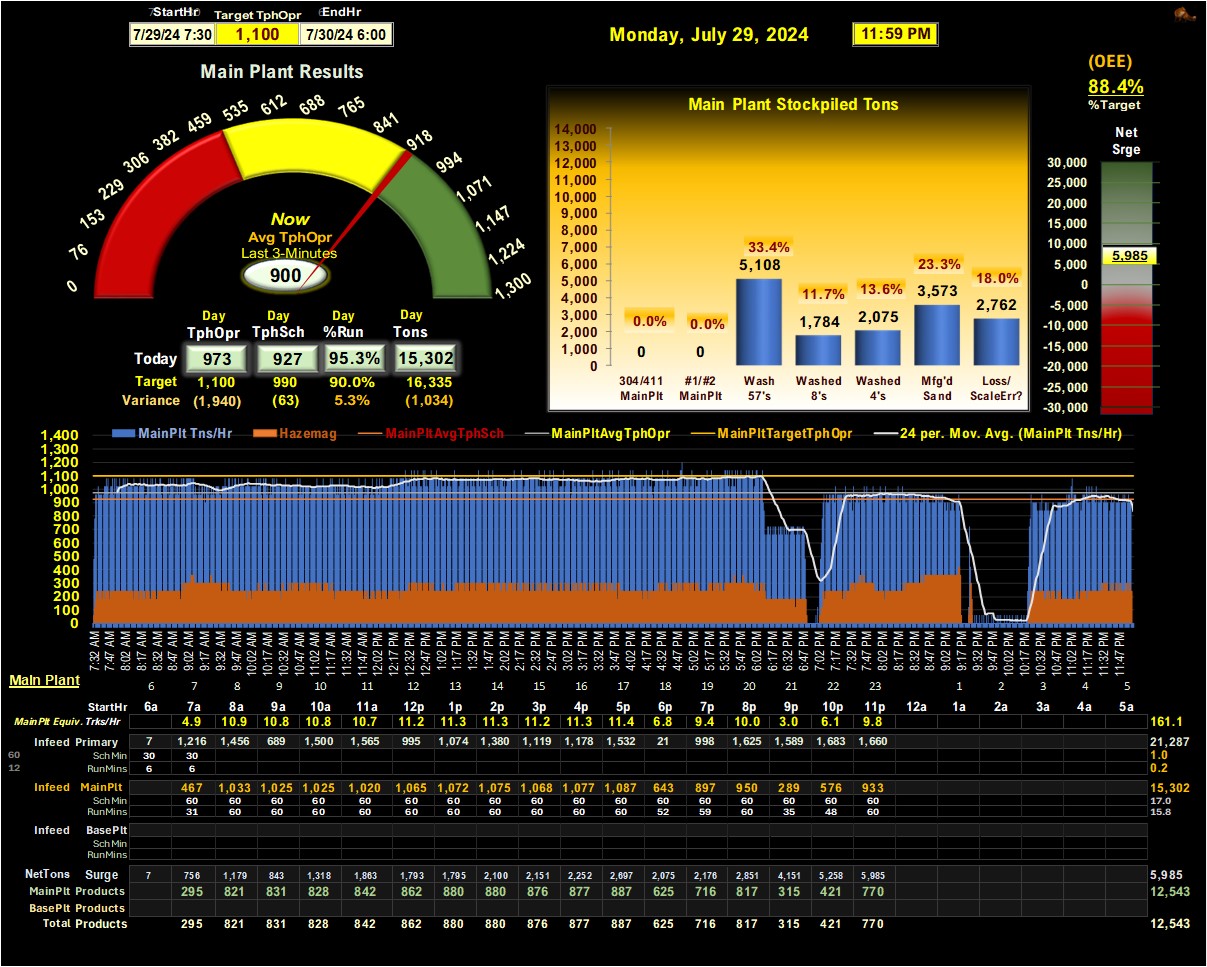 StartHr Target TphOpr EndHr
7/29/24 7:30 1,100 7/30/24 6:00
Monday, July 29, 2024 11:59 PM
(OEE)
88.4%
%Target
Main Plant Results
0 76 153 229 306 382 459 535 612 688 765 841 918 994 1,071 1,147 1,224 1,300
Now
Avg TphOpr
Last 3-Minutes
900
Day Day Day Day
TphOpr TphSch %Run Tons
Today 973 927 95.3% 15,302
Target 1,100 990 90.0% 16,335
Variance (1,940) (63) 5.3% (1,034)
Main Plant Stockpiled Tons
14,000
13,000
12,000
11,000
10,000
9,000
8,000
7,000
6,000
5,000
4,000
3,000
2,000
1,000
0
0.0% 0.0% 33.4% 11.7% 13.6% 23.3% 18.0%
0 0 5,108 1,784 2,075 3,573 2,762
304/411 #1/#2 Wash Washed Washed Mfg'd Loss/
MainPlt MainPlt 57's 8's 4's Sand ScaleErr?
Net
Srge
30,000
25,000
20,000
15,000
10,000
5,000
0
-5,000
-10,000
-15,000
-20,000
-25,000
-30,000
5,985
MainPlt Tns/Hr Hazemag MainPltAvgTphSch MainPltAvgTphOpr MainPltTargetTphOpr 24 per. Mov. Avg. (MainPlt Tns/Hr)
1,400
1,300
1,200
1,100
1,000
900
800
700
600
500
400
300
200
100
0
7:32 AM 7:47 AM 8:02 AM 8:17 AM 8:32 AM 8:47 AM 9:02 AM 9:17 AM 9:32 AM 9:47 AM 10:02 AM 10:17 AM 10:32 AM 10:47 AM 11:02 AM 11:17 AM 11:32 AM 11:47 AM 12:02 PM 12:17 PM 12:32 PM 12:47 PM 1:02 PM 1:17 PM 1:32 PM 1:47 PM 2:02 PM 2:17 PM 2:32 PM 2:47 PM 3:02 PM 3:17 PM 3:32 PM 3:47 PM 4:02 PM 4:17 PM 4:32 PM 4:47 PM 5:02 PM 5:17 PM 5:32 PM 5:47 PM 6:02 PM 6:17 PM 6:32 PM 6:47 PM 7:02 PM 7:17 PM 7:32 PM 7:47 PM 8:02 PM 8:17 PM 8:32 PM 8:47 PM 9:02 PM 9:17 PM 9:32 PM 9:47 PM 10:02 PM 10:17 PM 10:32 PM 10:47 PM 11:02 PM 11:17 PM 11:32 PM 11:47 PM
Main Plant 6 7 8 9 10 11 12 13 14 15 16 17 18 19 20 21 22 23 1 2 3 4 5
StartHr 6a 7a 8a 9a 10a 11a 12p 1p 2p 3p 4p 5p 6p 7p 8p 9p 10p 11p 12a 1a 2a 3a 4a 5a
MainPlt Equiv. Trks/Hr 4.9 10.9 10.8 10.8 10.7 11.2 11.3 11.3 11.2 11.3 11.4 6.8 9.4 10.0 3.0 6.1 9.8 161.1
Infeed Primary 7 1,216 1,456 689 1,500 1,565 995 1,074 1,380 1,119 1,178 1,532 21 998 1,625 1,589 1,683 1,660 21,287
60 Sch Min 30 30 1.0
12 RunMins 6 6 0.2
Infeed MainPlt 467 1,033 1,025 1,025 1,020 1,065 1,072 1,075 1,068 1,077 1,087 643 897 950 289 576 933 15,302
Sch Min 60 60 60 60 60 60 60 60 60 60 60 60 60 60 60 60 60 17.0
RunMins 31 60 60 60 60 60 60 60 60 60 60 52 59 60 35 48 60 15.8
Infeed BasePlt
Sch Min
RunMins
NetTons Surge 7 756 1,179 843 1,318 1,863 1,793 1,795 2,100 2,151 2,252 2,697 2,075 2,176 2,851 4,151 5,258 5,985 5,985
MainPlt Products 295 821 831 828 842 862 880 880 876 877 887 625 716 817 315 421 770 12,543
BasePlt Products
Total Products 295 821 831 828 842 862 880 880 876 877 887 625 716 817 315 421 770 12,543